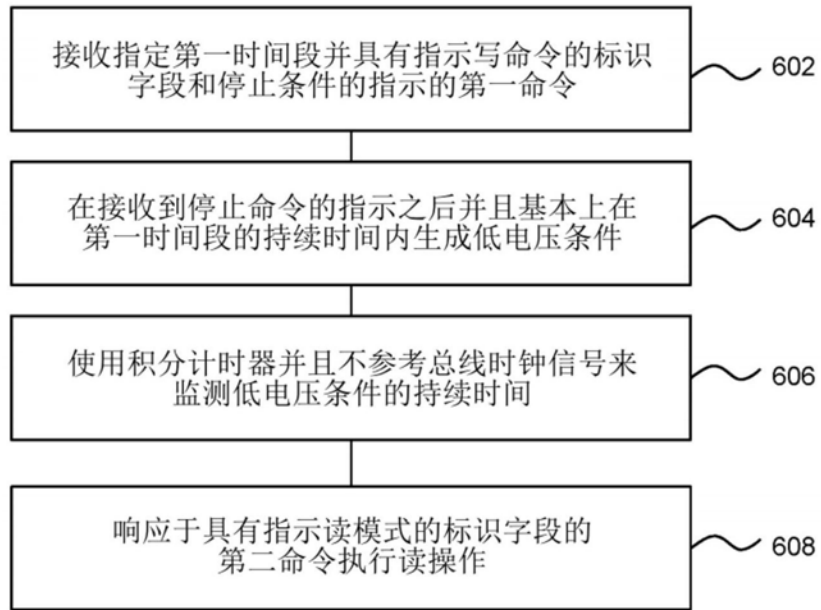 接收指定第一时间段并具有指示写命令的标识
字段和停止条件的指示的第一命令
602
在接收到停止命令的指示之后并且基本上在
第一时间段的持续时间内生成低电压条件
604
使用积分计时器并且不参考总线时钟信号来
监测低电压条件的持续时间
606
响应于具有指示读模式的标识字段的
第二命令执行读操作
608